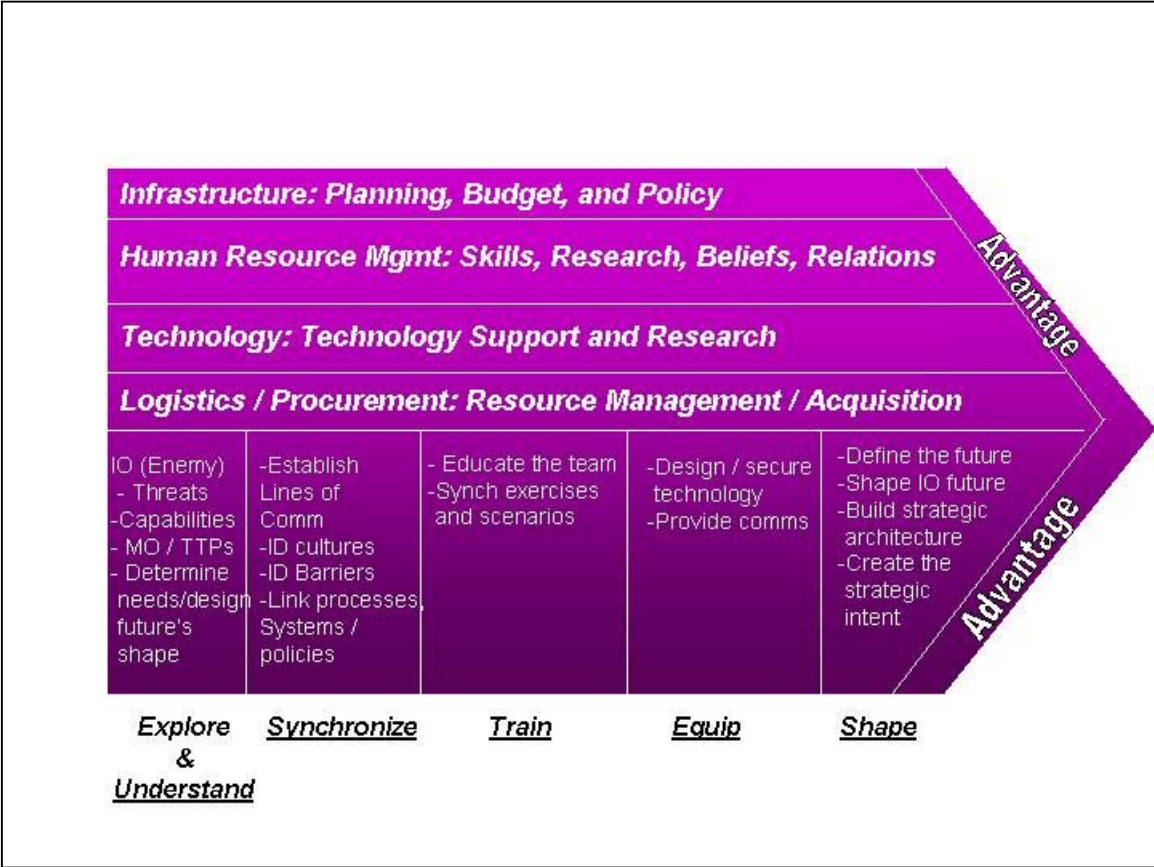 Infrastructure: Planning, Budget, and Policy
Human Resource Mgmt: Skills, Research, Beliefs, Relations
Technology: Technology Support and Research
Logistics / Procurement: Resource Management / Acquisition
Advantage
Advantage
IO (Enemy)
- Threats
-Capabilities
- MO / TTPs
- Determine
needs/design
future's
shape
-Establish
Lines of
Comm
-ID cultures
-ID Barriers
-Link processes,
Systems /
policies
- Educate the team
-Synch exercises
and scenarios
-Design / secure
technology
-Provide comms
-Define the future
-Shape IO future
-Build strategic
architecture
-Create the
strategic
intent
Explore
&
Understand
Synchronize
Train
Equip
Shape